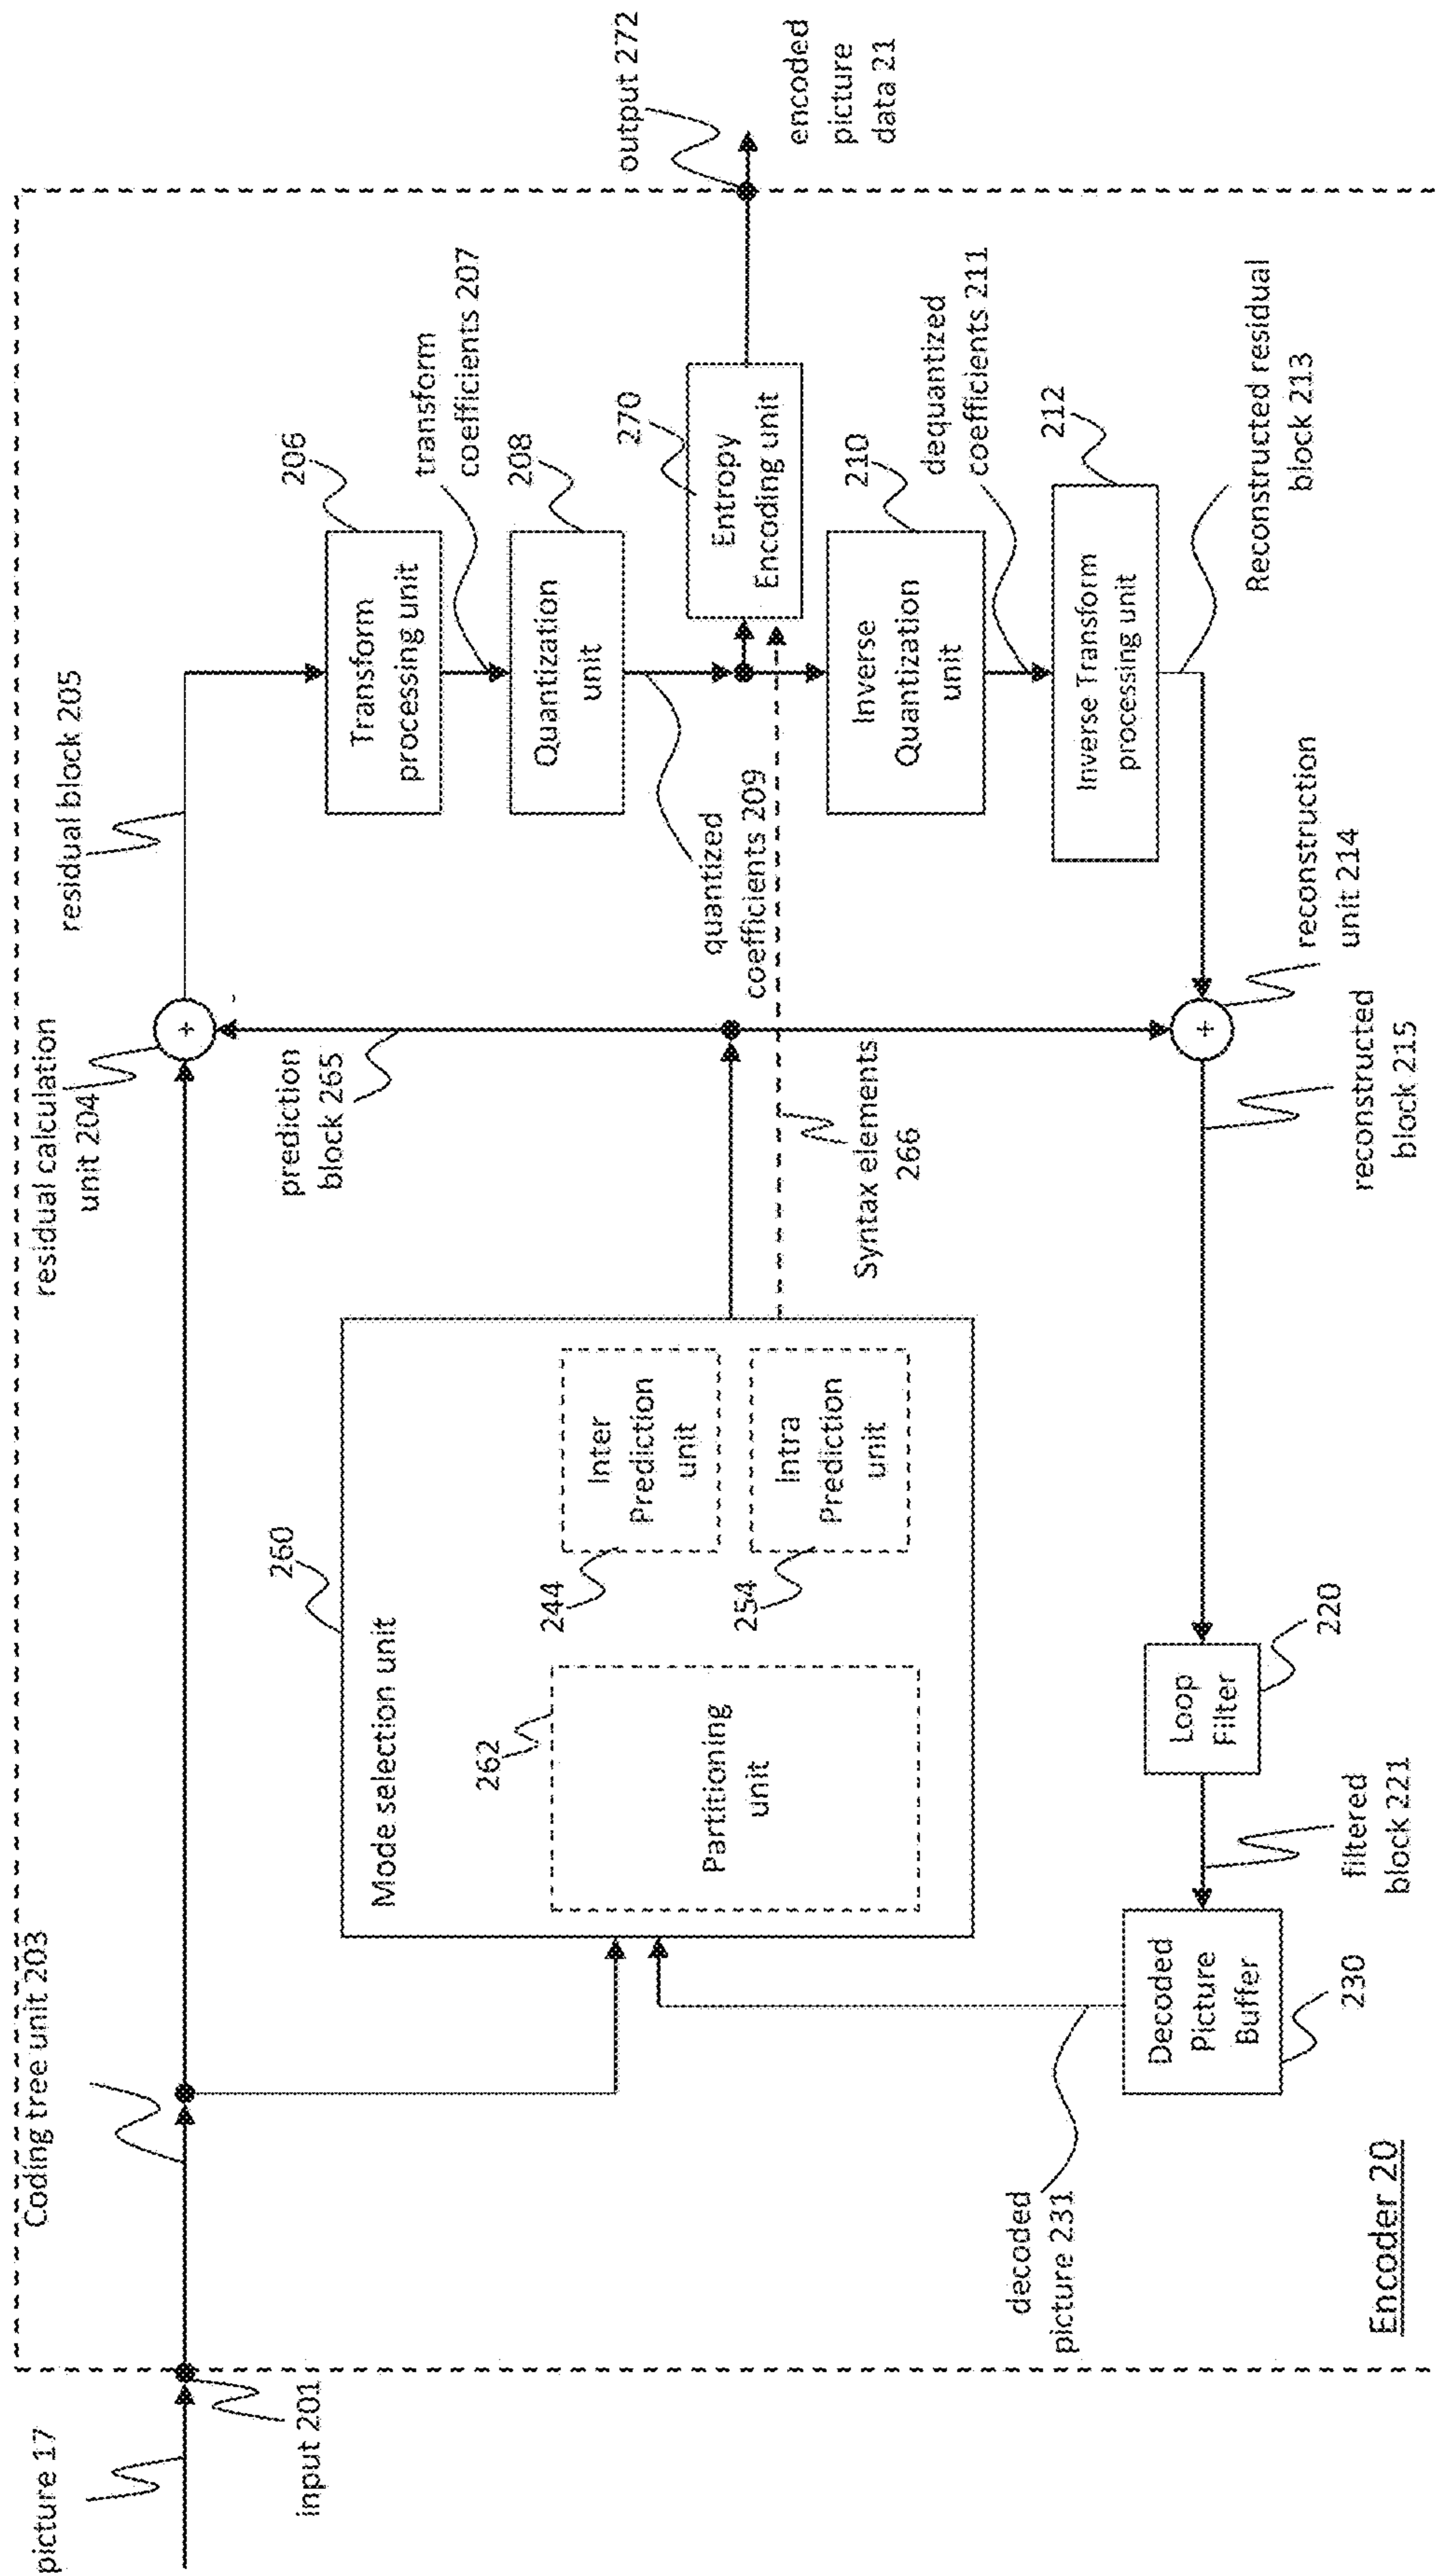 picture 17
input 201
Coding tree unit 203
residual calculation
unit 204
residual block 205
206
Transform
processing unit
transform
coefficients 207
208
Quantization
unit
quantized
coefficients 209
270
Entropy
Encoding unit
output 272
encoded
picture
data 21
210
Inverse
Quantization
unit
dequantized
coefficients 211
212
Inverse Transform
processing unit
Reconstructed residual
block 213
reconstruction
unit 214
reconstructed
block 215
prediction
block 265
Syntax elements
266
260
Mode selection unit
262
Partitioning
unit
244
Inter
Prediction
unit
254
Intra
Prediction
unit
220
Loop
Filter
filtered
block 221
Decoded
Picture
Buffer
230
decoded
picture 231
Encoder 20
+
+